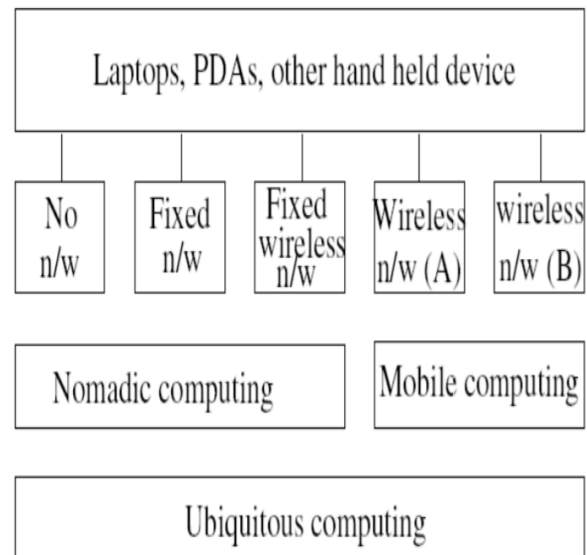 Laptops, PDAs, other hand held device
No
n/w
Fixed
n/w
Fixed
wireless
n/w
Wireless
n/w (A)
wireless
n/w (B)
Nomadic computing
Mobile computing
Ubiquitous computing